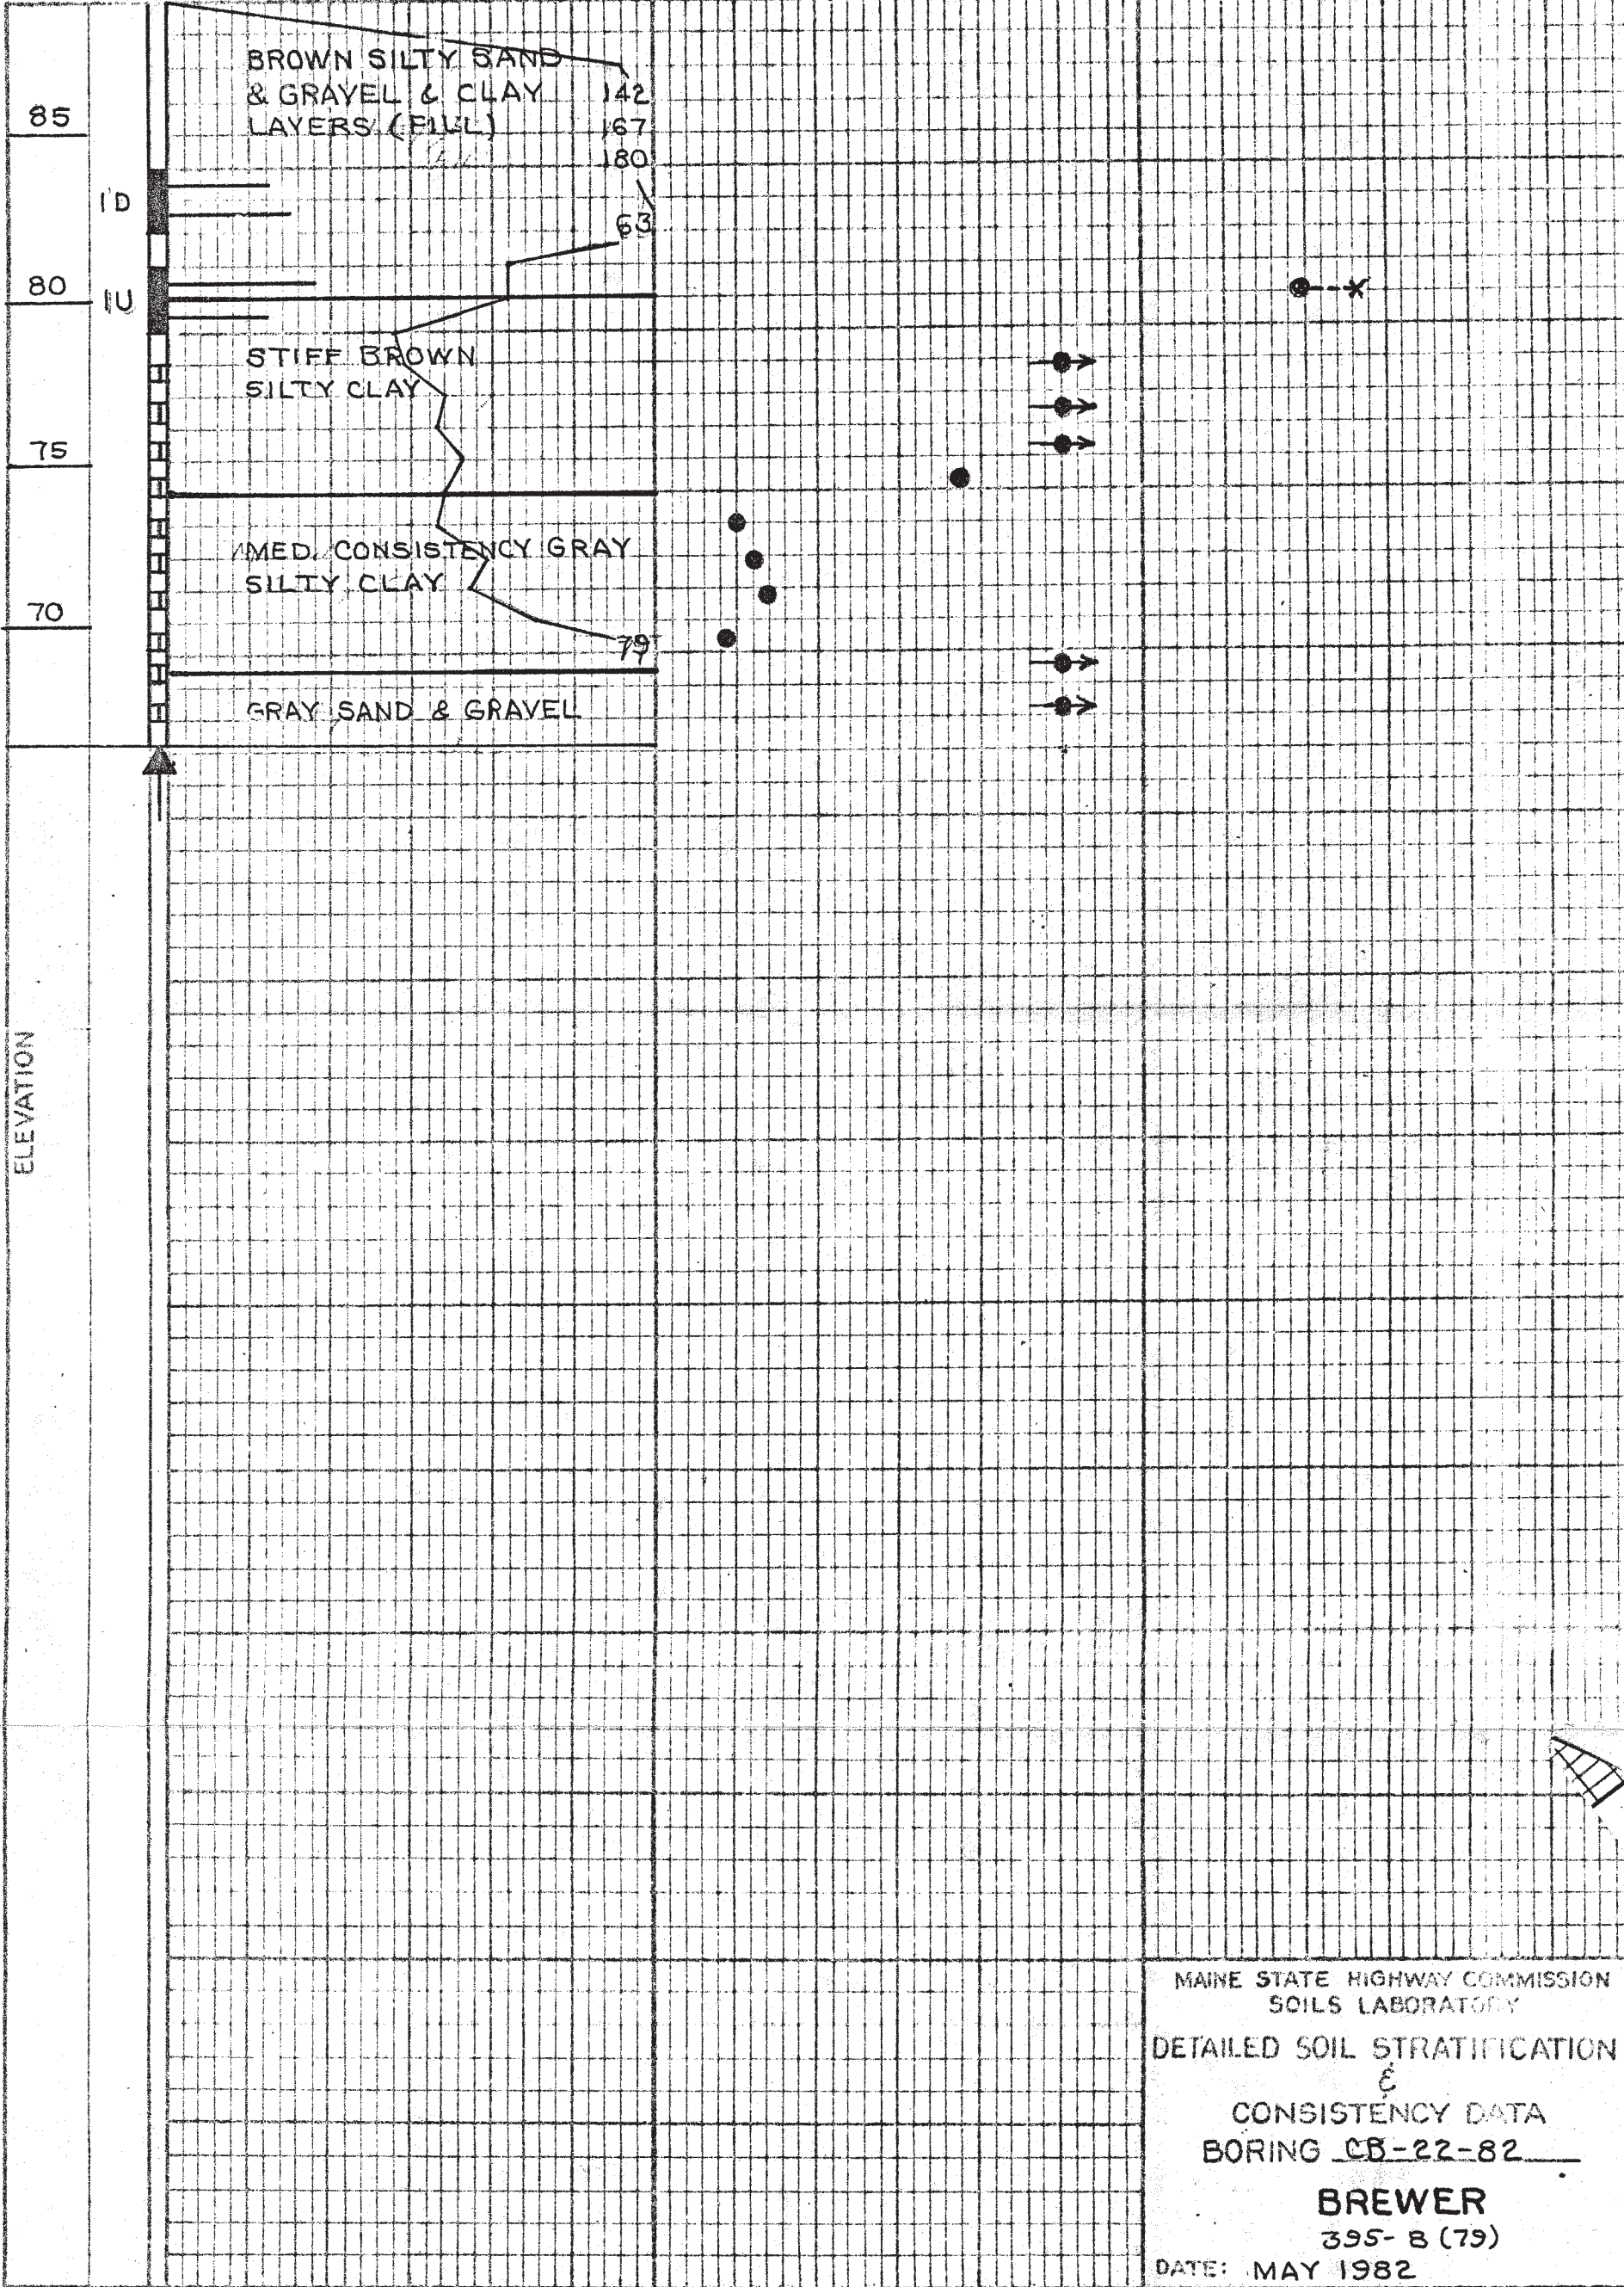 BROWN SILTY SAND
& GRAVEL & CLAY 142
LAYERS (FILL) 167
180
85
1D
63
80
1U
STIFF BROWN
SILTY CLAY
75
MED. CONSISTENCY GRAY
SILTY CLAY
70
79
GRAY SAND & GRAVEL
ELEVATION
MAINE STATE HIGHWAY COMMISSION
SOILS LABORATORY
DETAILED SOIL STRATIFICATION
&
CONSISTENCY DATA
BORING CB-22-82
BREWER
395-8 (79)
DATE: MAY 1982